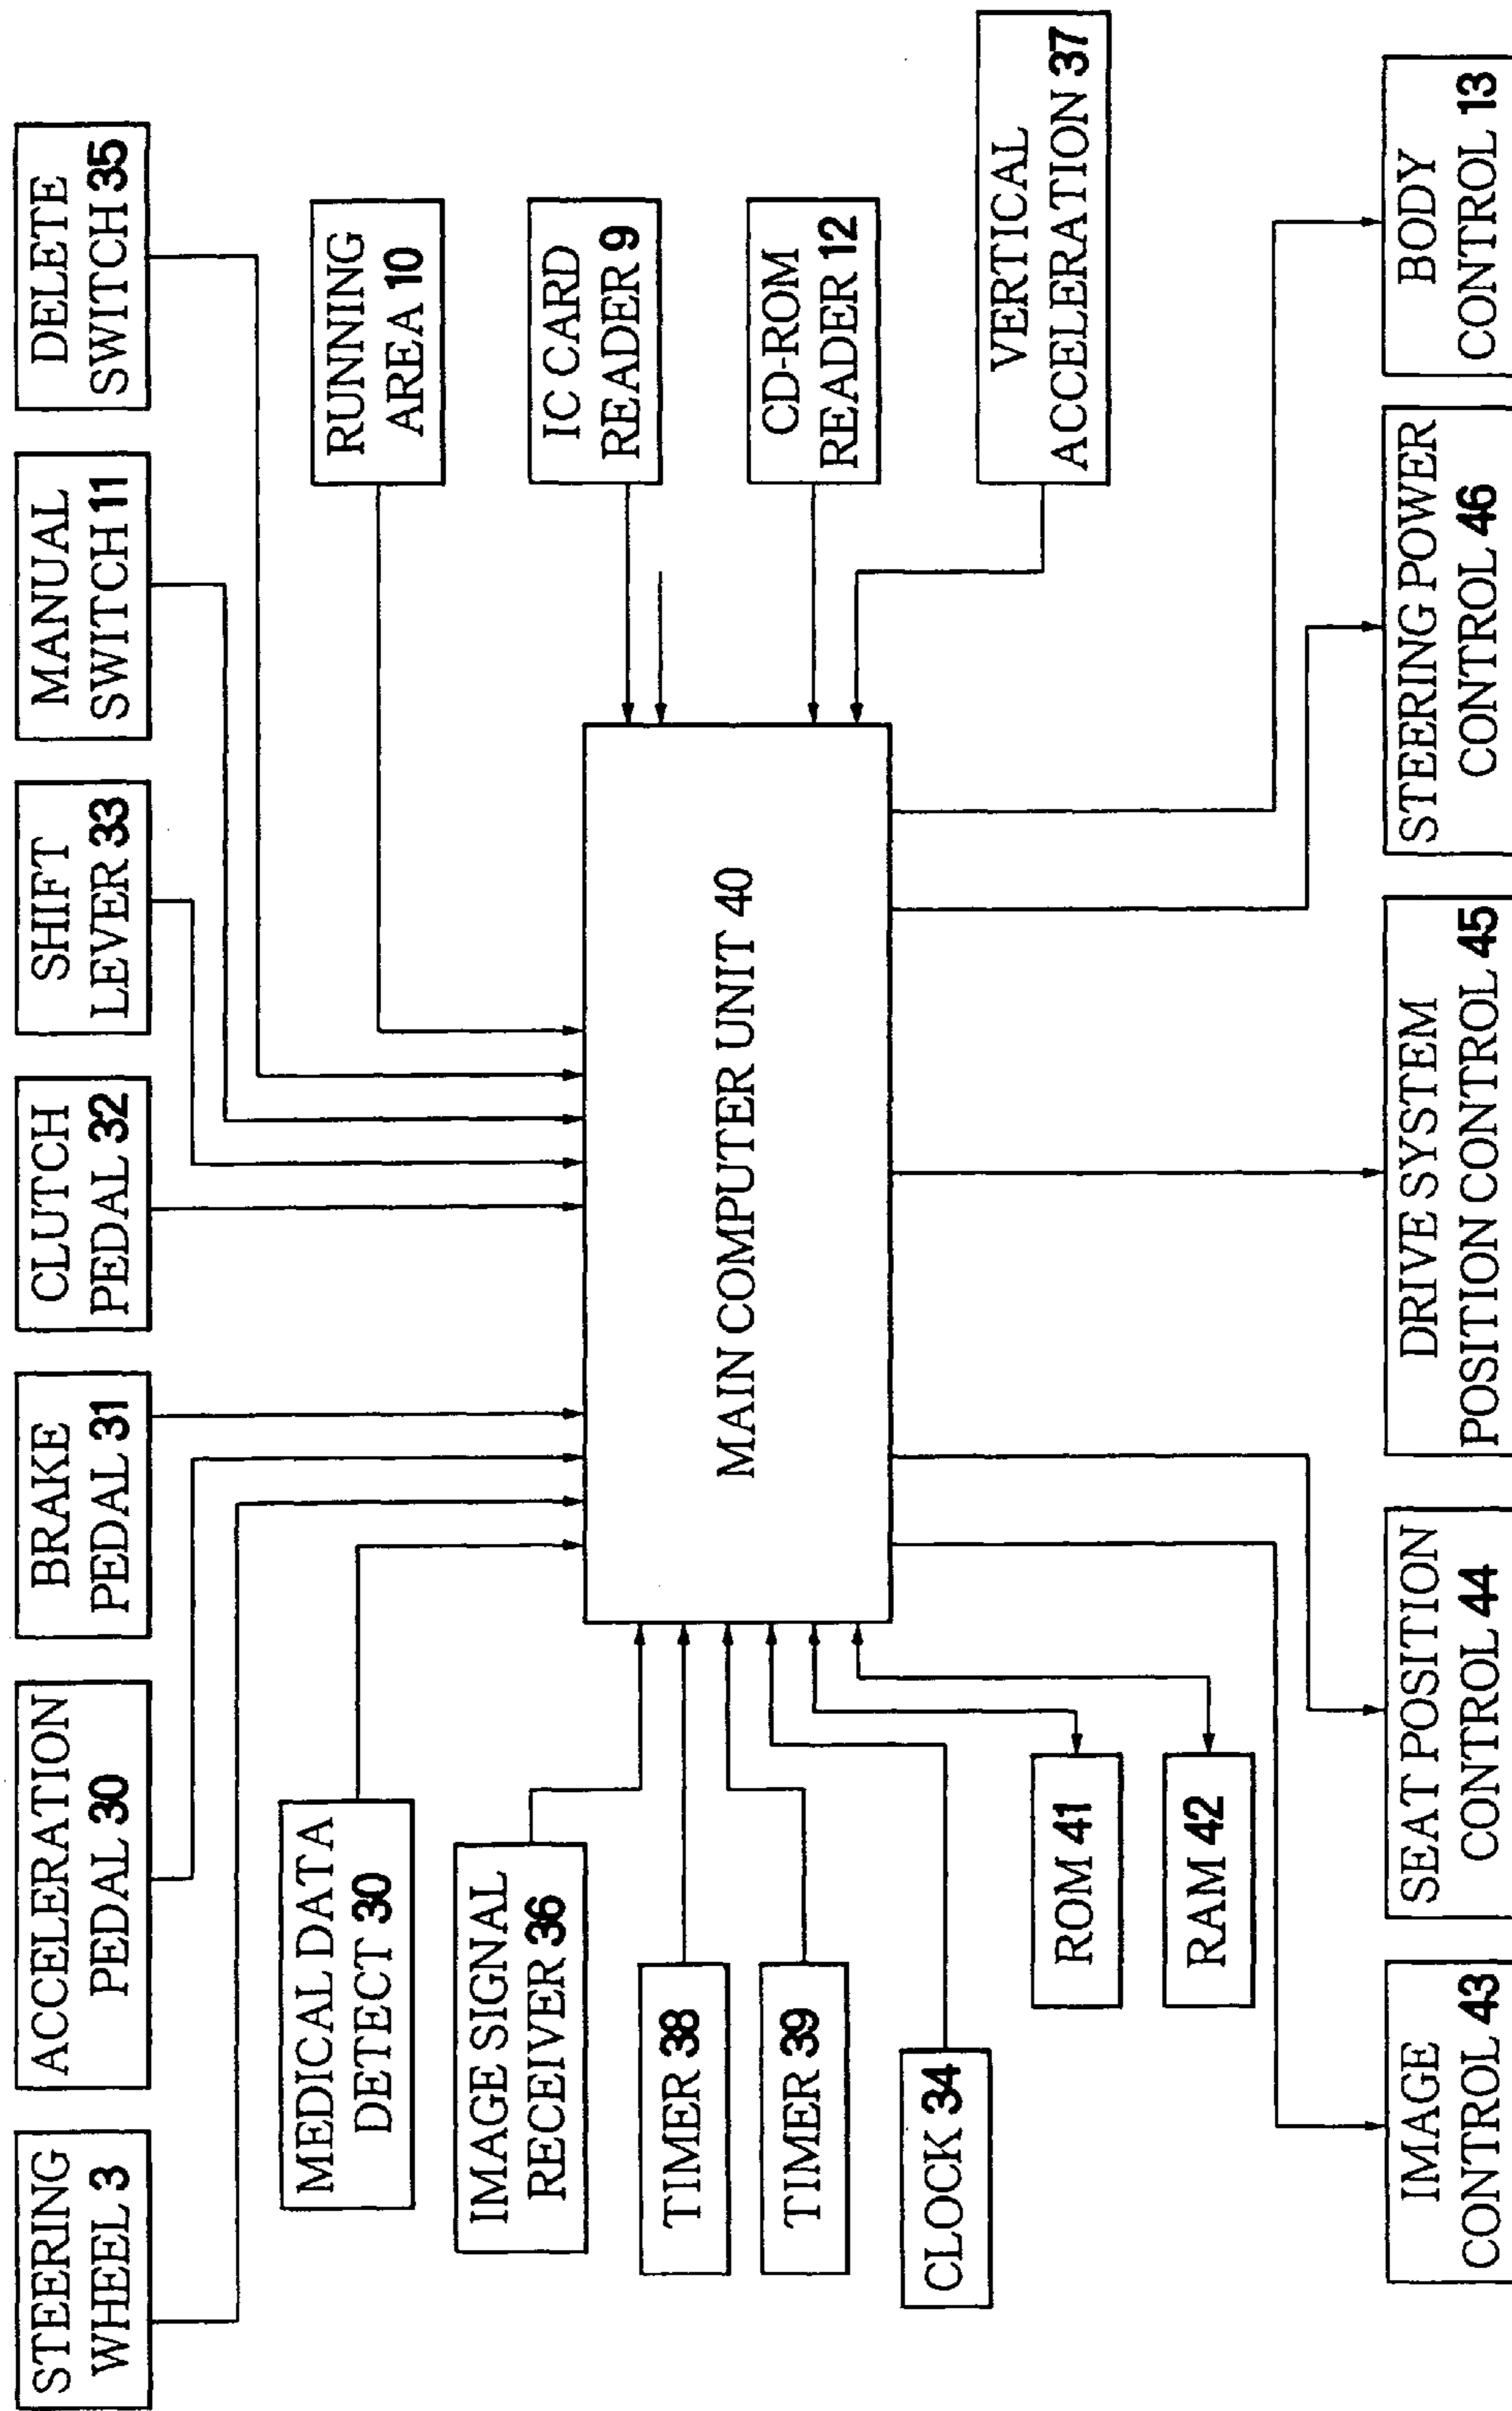 STEERING
WHEEL 3
ACCELERATION
PEDAL 30
BRAKE
PEDAL 31
CLUTCH
PEDAL 32
SHIFT
LEVER 33
MANUAL
SWITCH 11
DELETE
SWITCH 35
MEDICAL DATA
DETECT 30
RUNNING
AREA 10
IMAGE SIGNAL
RECEIVER 36
IC CARD
READER 9
TIMER 38
TIMER 39
CD-ROM
READER 12
CLOCK 34
MAIN COMPUTER UNIT 40
VERTICAL
ACCELERATION 37
ROM 41
RAM 42
IMAGE
CONTROL 43
SEAT POSITION
CONTROL 44
DRIVE SYSTEM
POSITION CONTROL 45
STEERING POWER
CONTROL 46
BODY
CONTROL 13